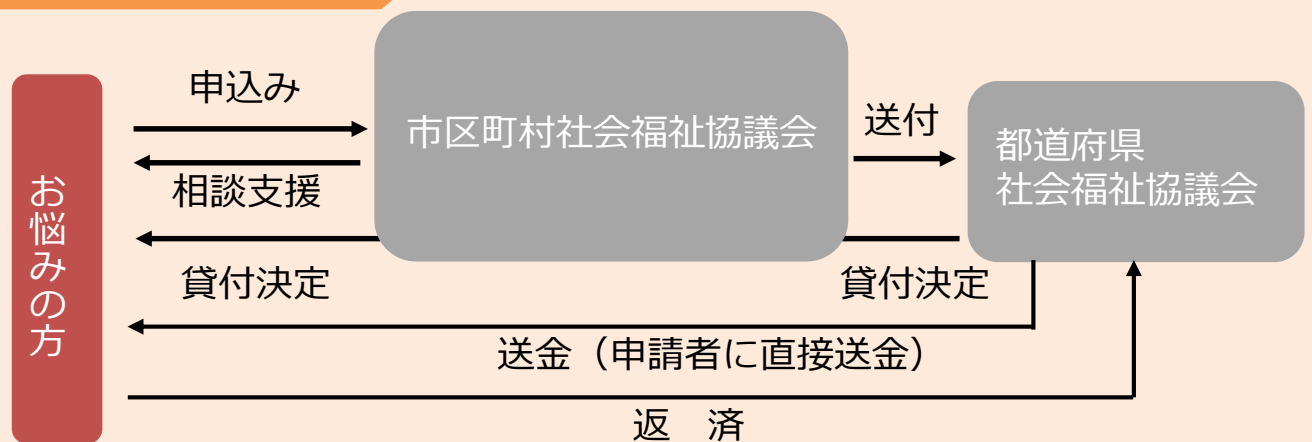 お悩みの方
申込み
相談支援
市区町村社会福祉協議会
送付
都道府県
社会福祉協議会
貸付決定
貸付決定
送金（申請者に直接送金）
返　済